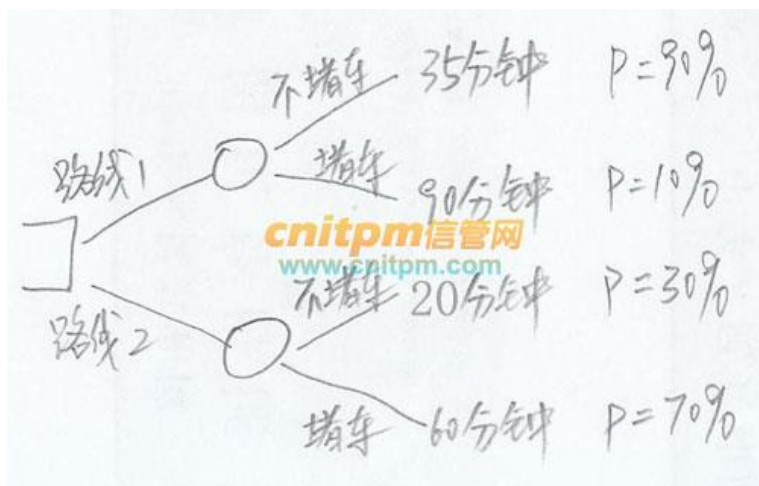 不堵车 35分钟 P=90%
路线1
堵车 90分钟 P=10%
cnitpm信管网
www.cnitpm.com
不堵车 20分钟 P=30%
路线2
堵车 60分钟 P=70%